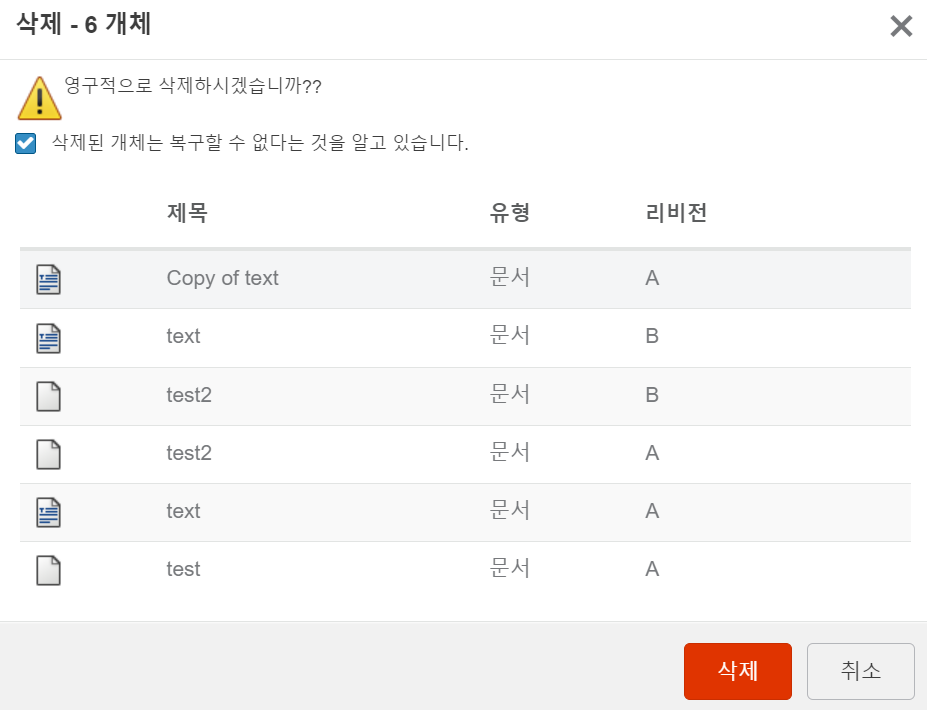 삭제 - 6 개체
영구적으로 삭제하시겠습니까??
삭제된 개체는 복구할 수 없다는 것을 알고 있습니다.
제목 유형 리비전
Copy of text 문서 A
text 문서 B
test2 문서 B
test2 문서 A
text 문서 A
test 문서 A
삭제 취소